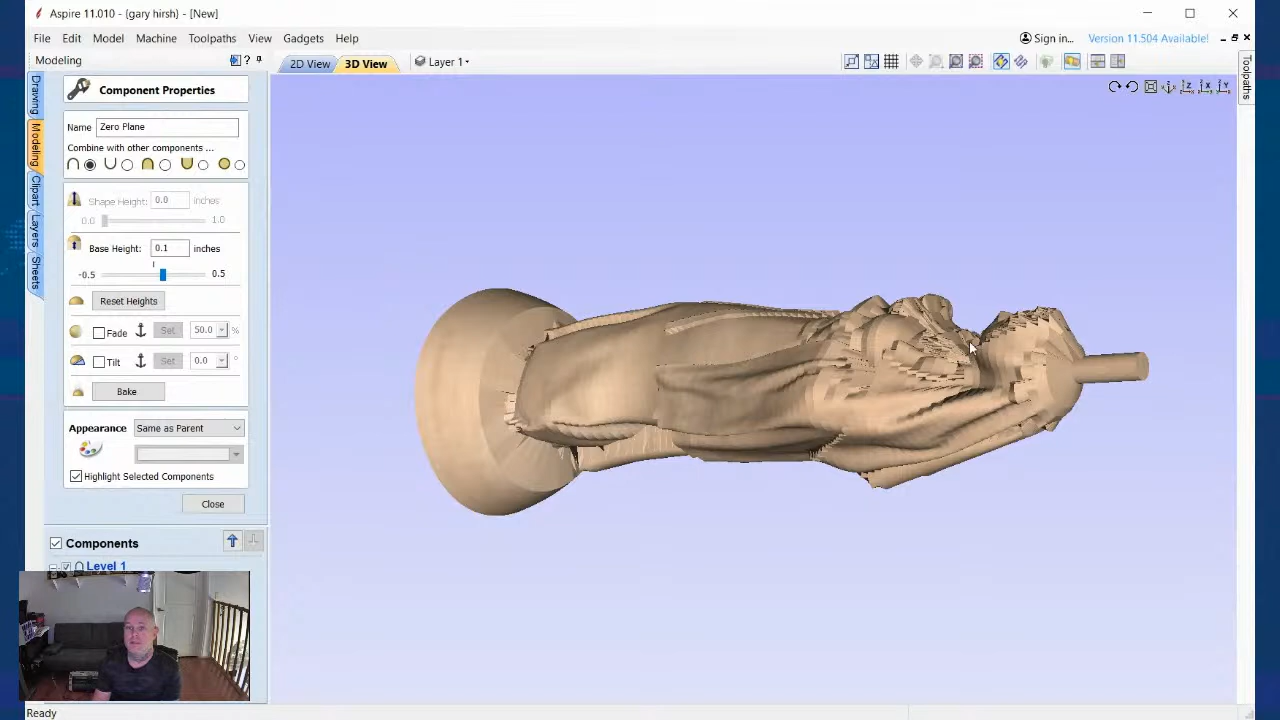 Aspire 11.010 - {gary hirsh} - [New]
File Edit Model Machine Toolpaths View Gadgets Help
Sign in... Version 11.504 Available!
Modeling ?
2D View 3D View Layer 1
Drawing
Modeling
Clipart
Layers
Sheets
Toolpaths
Component Properties
Name Zero Plane
Combine with other components ...
Shape Height: 0.0 inches
0.0 1.0
Base Height: 0.1 inches
-0.5 0.5
Reset Heights
Fade Set 50.0 %
Tilt Set 0.0 °
Bake
Appearance Same as Parent
Highlight Selected Components
Close
Components
Level 1
Ready